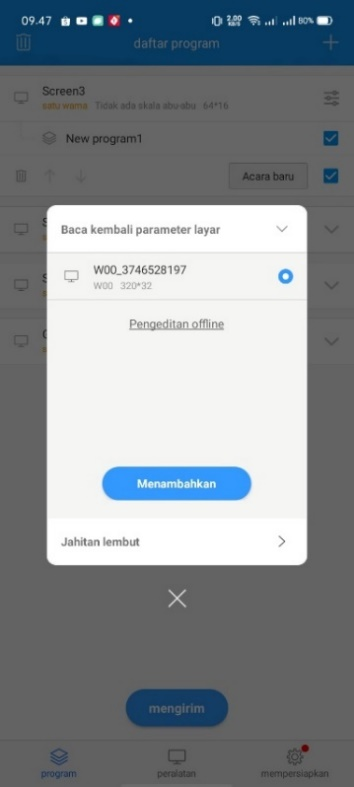 09.47 2,00 KB/S 80%
daftar program
Screen3
satu warna Tidak ada skala abu-abu 64*16
New program1
Acara baru
Baca kembali parameter layar
W00_3746528197
W00 320*32
Pengeditan offline
Menambahkan
Jahitan lembut
mengirim
program peralatan mempersiapkan